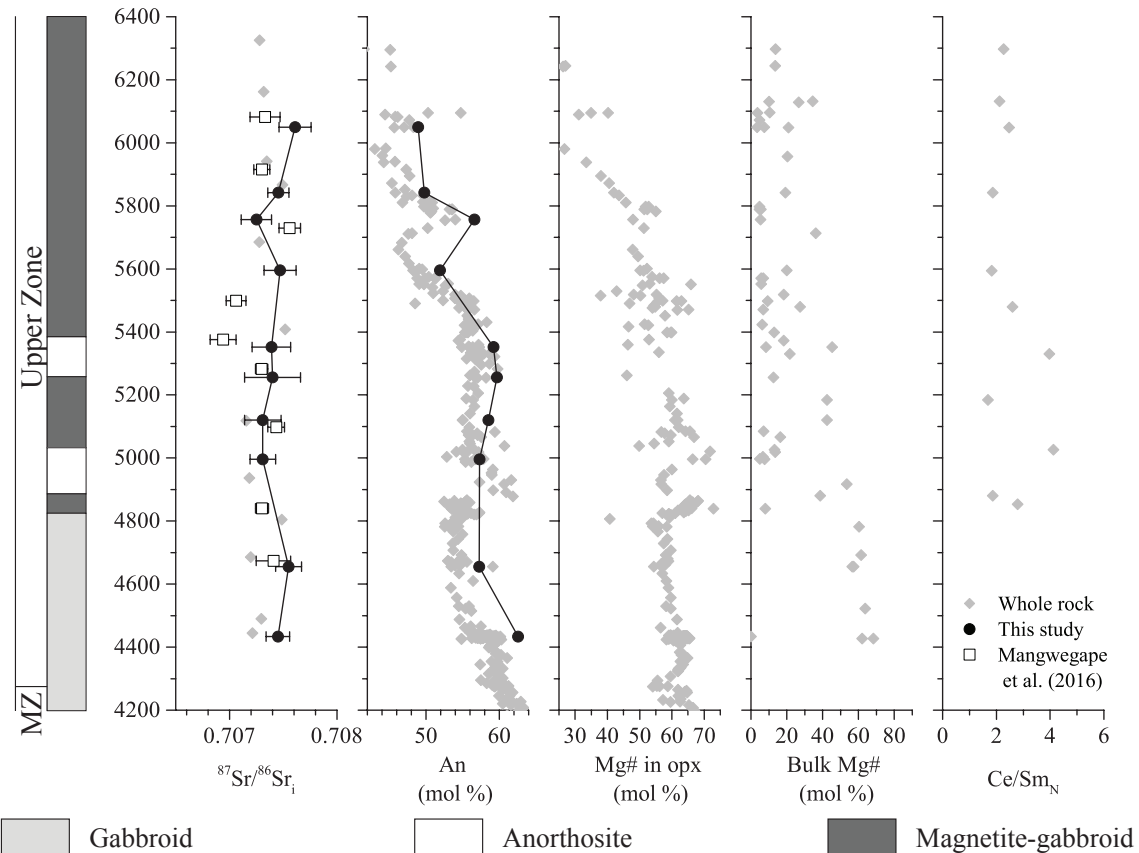 6400
6200
6000
5800
5600
5400
5200
5000
4800
4600
4400
4200
Upper Zone
MZ
0.707 0.708
50 60
30 40 50 60 70
0 20 40 60 80
0 2 4 6
87Sr/86Sri
An
(mol %)
Mg# in opx
(mol %)
Bulk Mg#
(mol %)
Ce/SmN
Whole rock
This study
Mangwegape
et al. (2016)
Gabbroid
Anorthosite
Magnetite-gabbroid